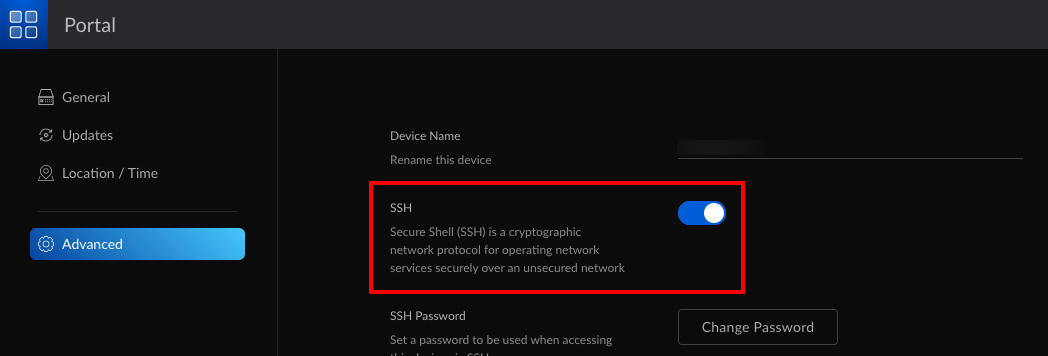 Portal
General
Updates
Location / Time
Advanced
Device Name
Rename this device
SSH
Secure Shell (SSH) is a cryptographic
network protocol for operating network
services securely over an unsecured network
SSH Password
Change Password
Set a password to be used when accessing